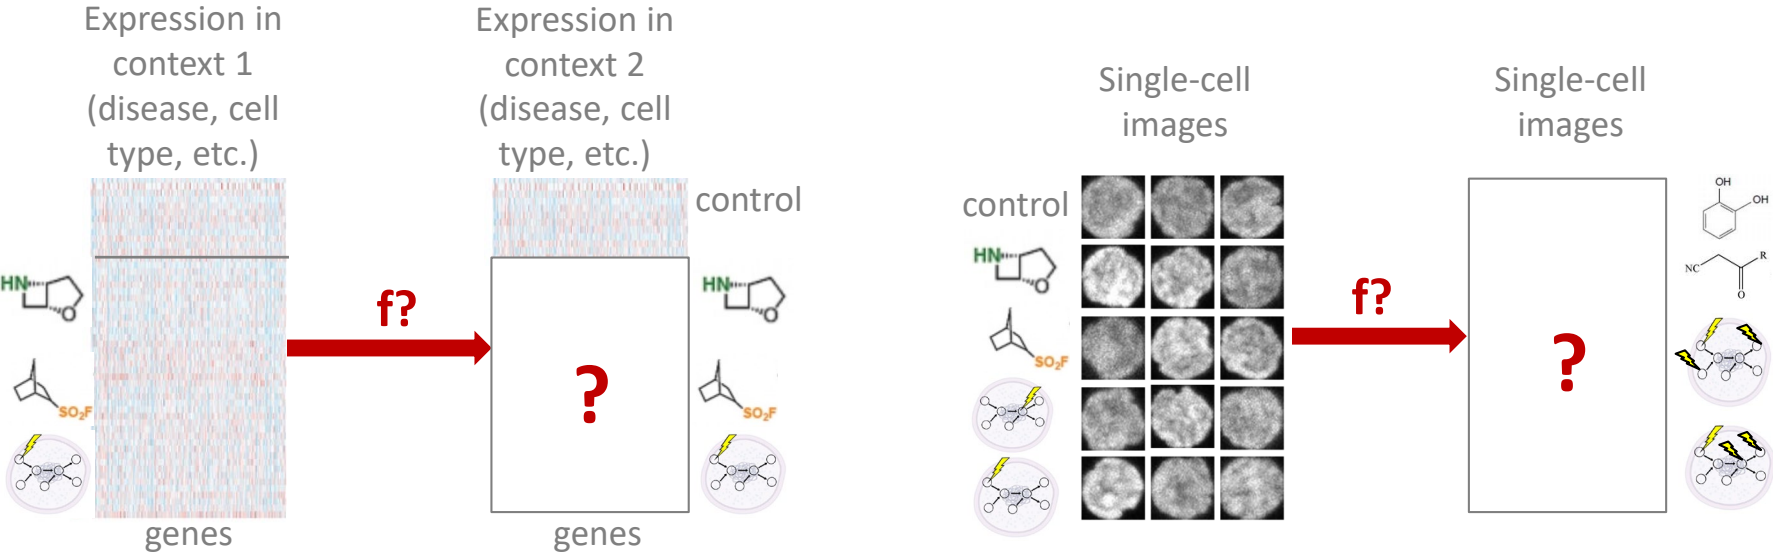 Expression in
context 1
(disease, cell
type, etc.)
Expression in
context 2
(disease, cell
type, etc.)
control
HN
O
SO₂F
f?
?
HN
O
SO₂F
genes
genes
Single-cell
images
Single-cell
images
control
HN
O
SO₂F
f?
?
OH
OH
NC
R
O